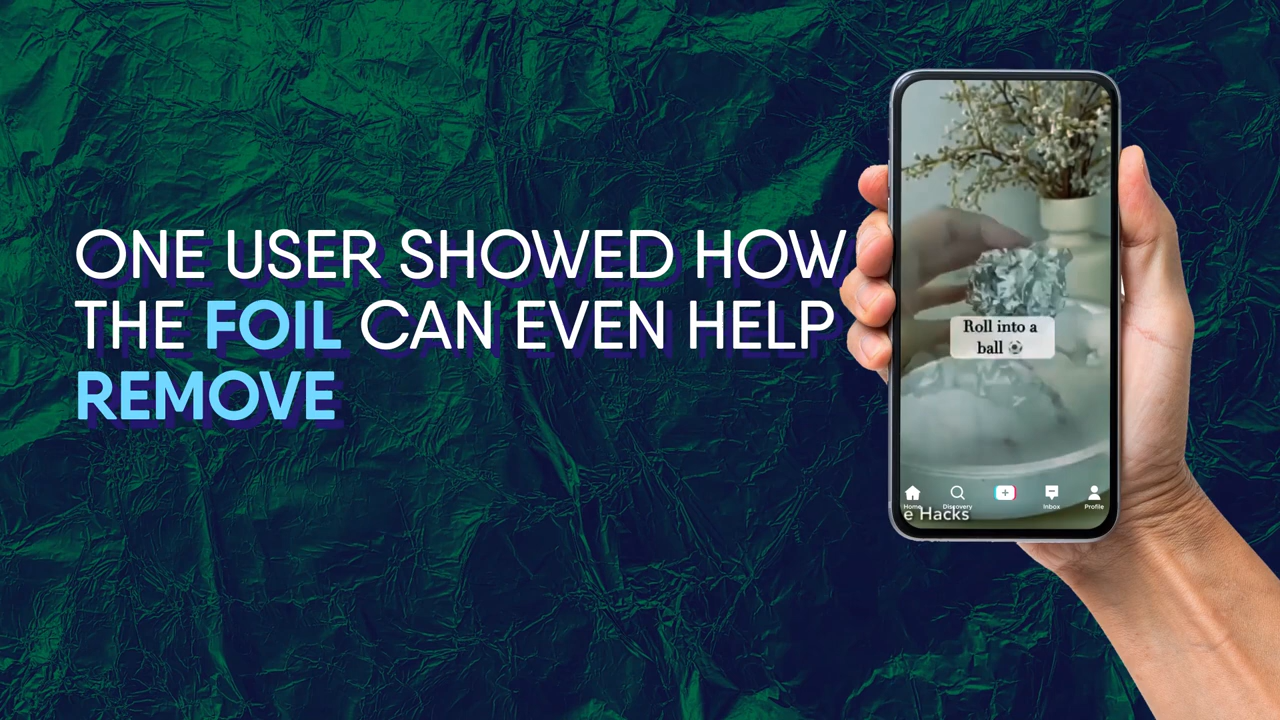 ONE USER SHOWED HOW
THE FOIL CAN EVEN HELP
REMOVE
Roll into a
ball
Home
Discovery
Inbox
Profile
e Hacks